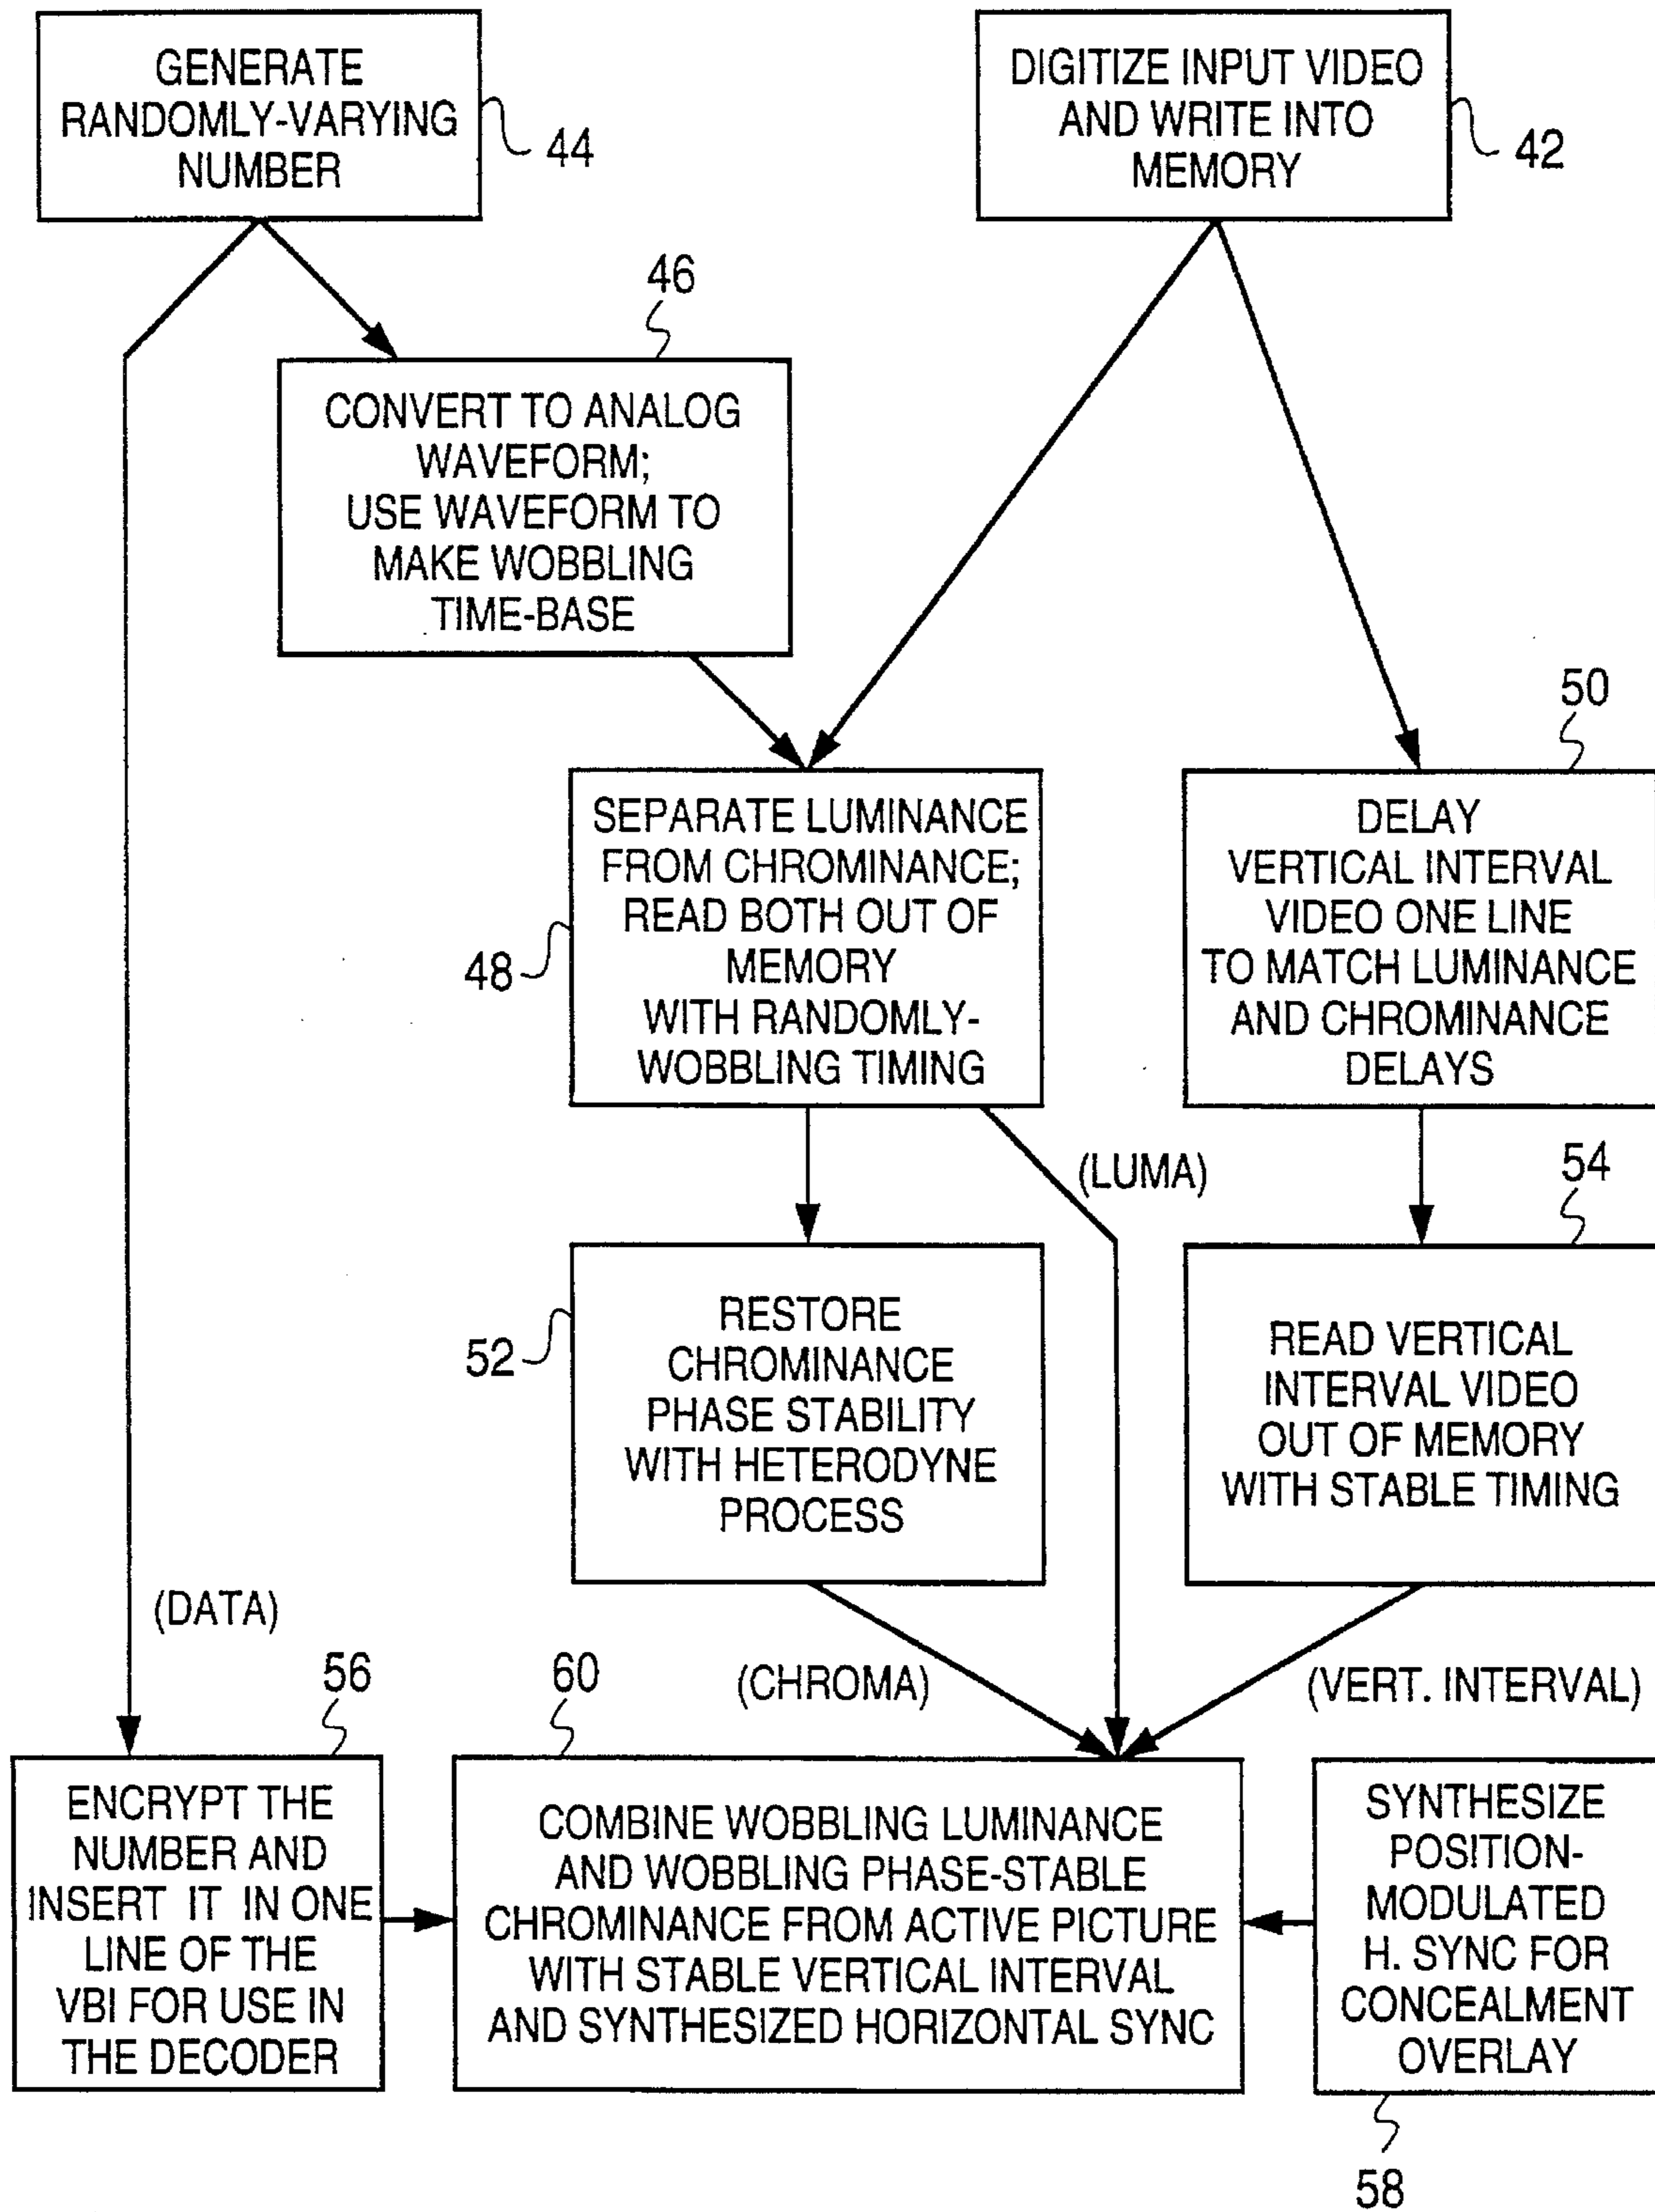 GENERATE
RANDOMLY-VARYING
NUMBER
44
DIGITIZE INPUT VIDEO
AND WRITE INTO
MEMORY
42
46
CONVERT TO ANALOG
WAVEFORM;
USE WAVEFORM TO
MAKE WOBBLING
TIME-BASE
48
SEPARATE LUMINANCE
FROM CHROMINANCE;
READ BOTH OUT OF
MEMORY
WITH RANDOMLY-
WOBBLING TIMING
50
DELAY
VERTICAL INTERVAL
VIDEO ONE LINE
TO MATCH LUMINANCE
AND CHROMINANCE
DELAYS
(LUMA)
52
RESTORE
CHROMINANCE
PHASE STABILITY
WITH HETERODYNE
PROCESS
54
READ VERTICAL
INTERVAL VIDEO
OUT OF MEMORY
WITH STABLE TIMING
(DATA)
(CHROMA)
(VERT. INTERVAL)
56
ENCRYPT THE
NUMBER AND
INSERT IT IN ONE
LINE OF THE
VBI FOR USE IN
THE DECODER
60
COMBINE WOBBLING LUMINANCE
AND WOBBLING PHASE-STABLE
CHROMINANCE FROM ACTIVE PICTURE
WITH STABLE VERTICAL INTERVAL
AND SYNTHESIZED HORIZONTAL SYNC
SYNTHESIZE
POSITION-
MODULATED
H. SYNC FOR
CONCEALMENT
OVERLAY
58